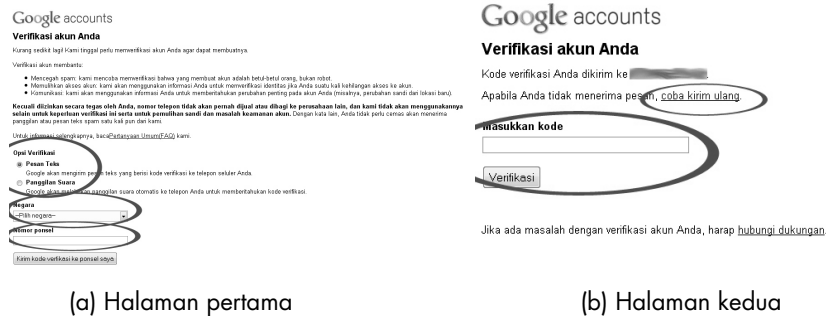 Google accounts
Verifikasi akun Anda
Kurang sedikit lagi! Kami tinggal perlu memverifikasi akun Anda agar dapat membuatnya.
Verifikasi akun membantu:
• Mencegah spam: kami mencoba memverifikasi bahwa yang membuat akun adalah betul-betul orang, bukan robot.
• Memulihkan akses akun: kami akan menggunakan informasi Anda untuk memverifikasi identitas jika Anda suatu kali kehilangan akses ke akun.
• Komunikasi: kami akan menggunakan informasi Anda untuk memberitahukan perubahan penting pada akun Anda (misalnya, perubahan sandi dari lokasi baru).
Kecuali diizinkan secara tegas oleh Anda, nomor telepon tidak akan pernah dijual atau dibagi ke perusahaan lain, dan kami tidak akan menggunakannya
selain untuk keperluan verifikasi ini serta untuk pemulihan sandi dan masalah keamanan akun. Dengan kata lain, Anda tidak perlu cemas akan menerima
panggilan atau pesan teks spam satu kali pun dari kami.
Untuk informasi selengkapnya, baca Pertanyaan Umum(FAQ) kami.
Opsi Verifikasi
Pesan Teks
Google akan mengirim pesan teks yang berisi kode verifikasi ke telepon seluler Anda.
Panggilan Suara
Google akan melakukan panggilan suara otomatis ke telepon Anda untuk memberitahukan kode verifikasi.
Negara
--Pilih negara--
Nomor ponsel
Kirim kode verifikasi ke ponsel saya
(a) Halaman pertama
Google accounts
Verifikasi akun Anda
Kode verifikasi Anda dikirim ke
Apabila Anda tidak menerima pesan, coba kirim ulang.
Masukkan kode
Verifikasi
Jika ada masalah dengan verifikasi akun Anda, harap hubungi dukungan.
(b) Halaman kedua